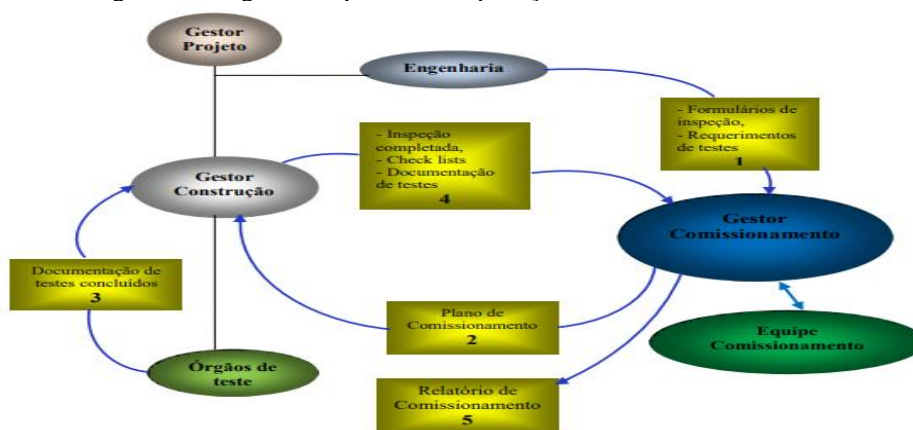 Gestor
Projeto
Engenharia
- Formulários de
inspeção,
- Requerimentos
de testes
1
- Inspeção
completada,
- Check lists
- Documentação
de testes
4
Gestor
Construção
Gestor
Comissionamento
Documentação de
testes concluídos
3
Plano de
Comissionamento
2
Equipe
Comissionamento
Órgãos de
teste
Relatório de
Comissionamento
5